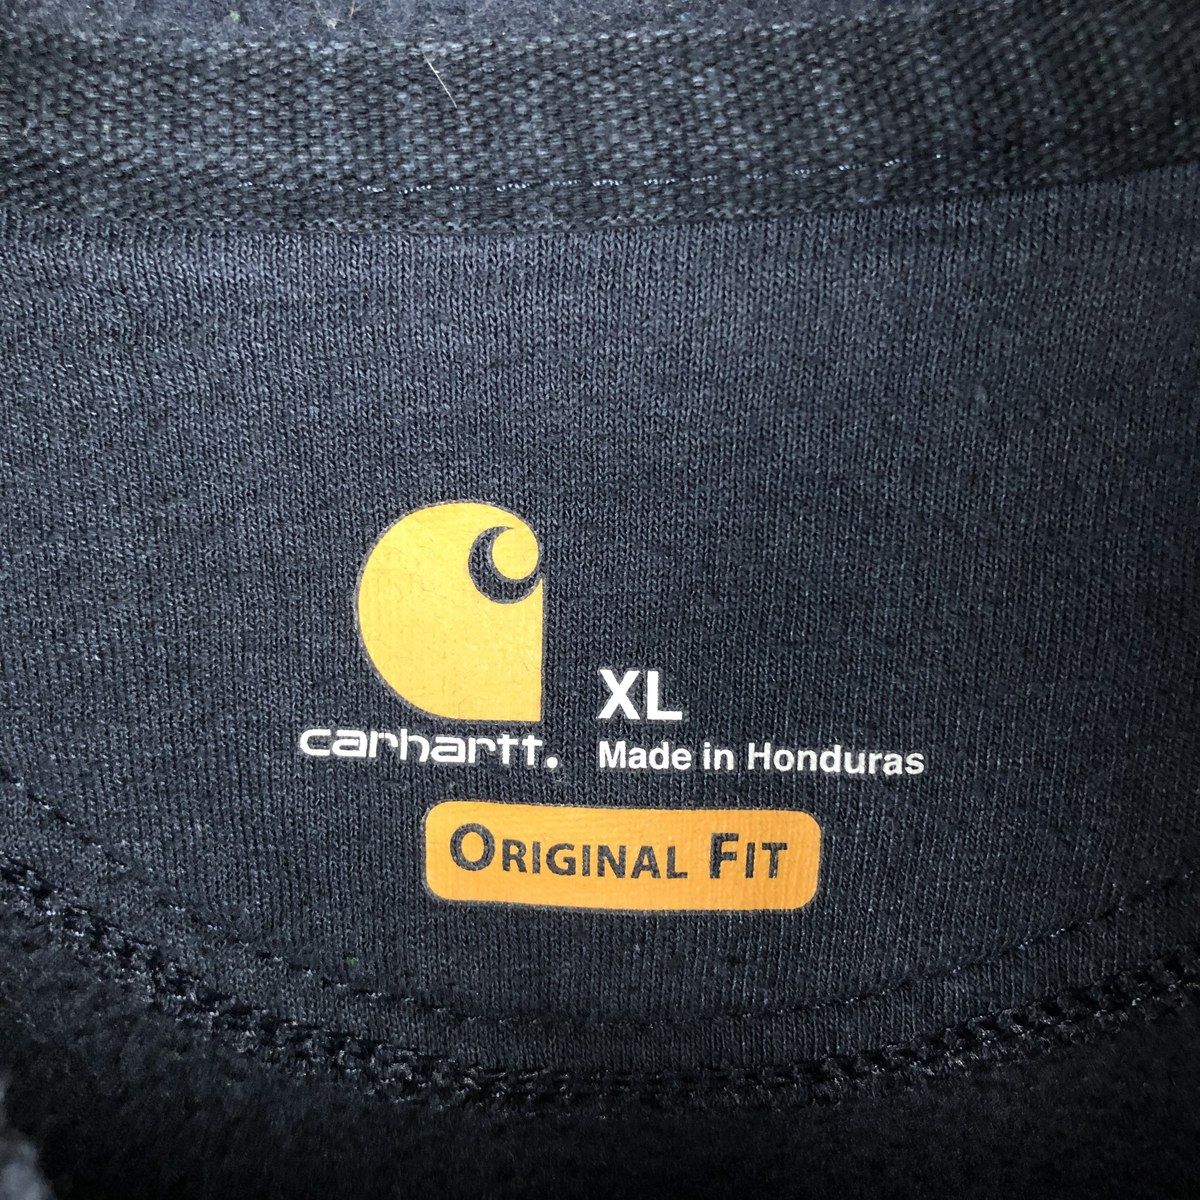 XL
carhartt.
Made in Honduras
ORIGINAL FIT